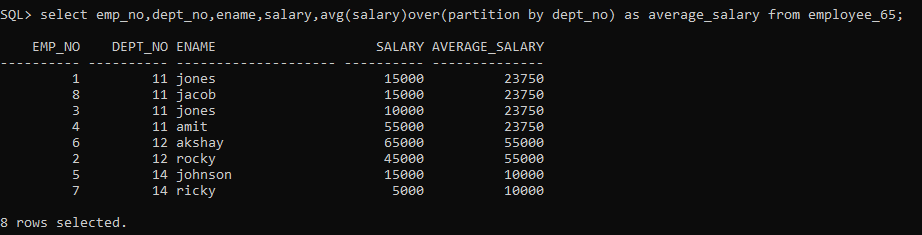 SQL> select emp_no,dept_no,ename,salary,avg(salary)over(partition by dept_no) as average_salary from employee_65;
EMP_NO DEPT_NO ENAME SALARY AVERAGE_SALARY
---------- ---------- -------------------- ---------- --------------
1 11 jones 15000 23750
8 11 jacob 15000 23750
3 11 jones 10000 23750
4 11 amit 55000 23750
6 12 akshay 65000 55000
2 12 rocky 45000 55000
5 14 johnson 15000 10000
7 14 ricky 5000 10000
8 rows selected.